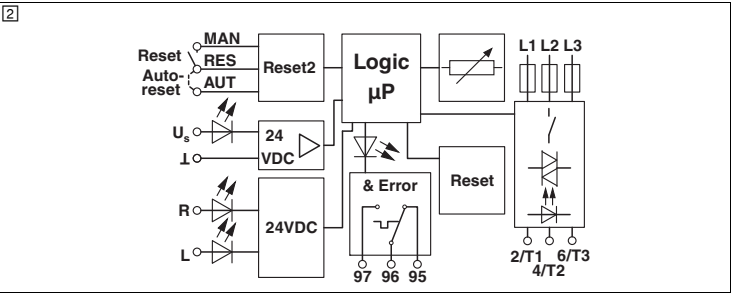 2
MAN
Reset
RES
Auto-
reset
AUT
Reset2
Logic
µP
L1 L2 L3
Us
24
VDC
R
24VDC
L
& Error
Reset
97 96 95
2/T1
4/T2
6/T3